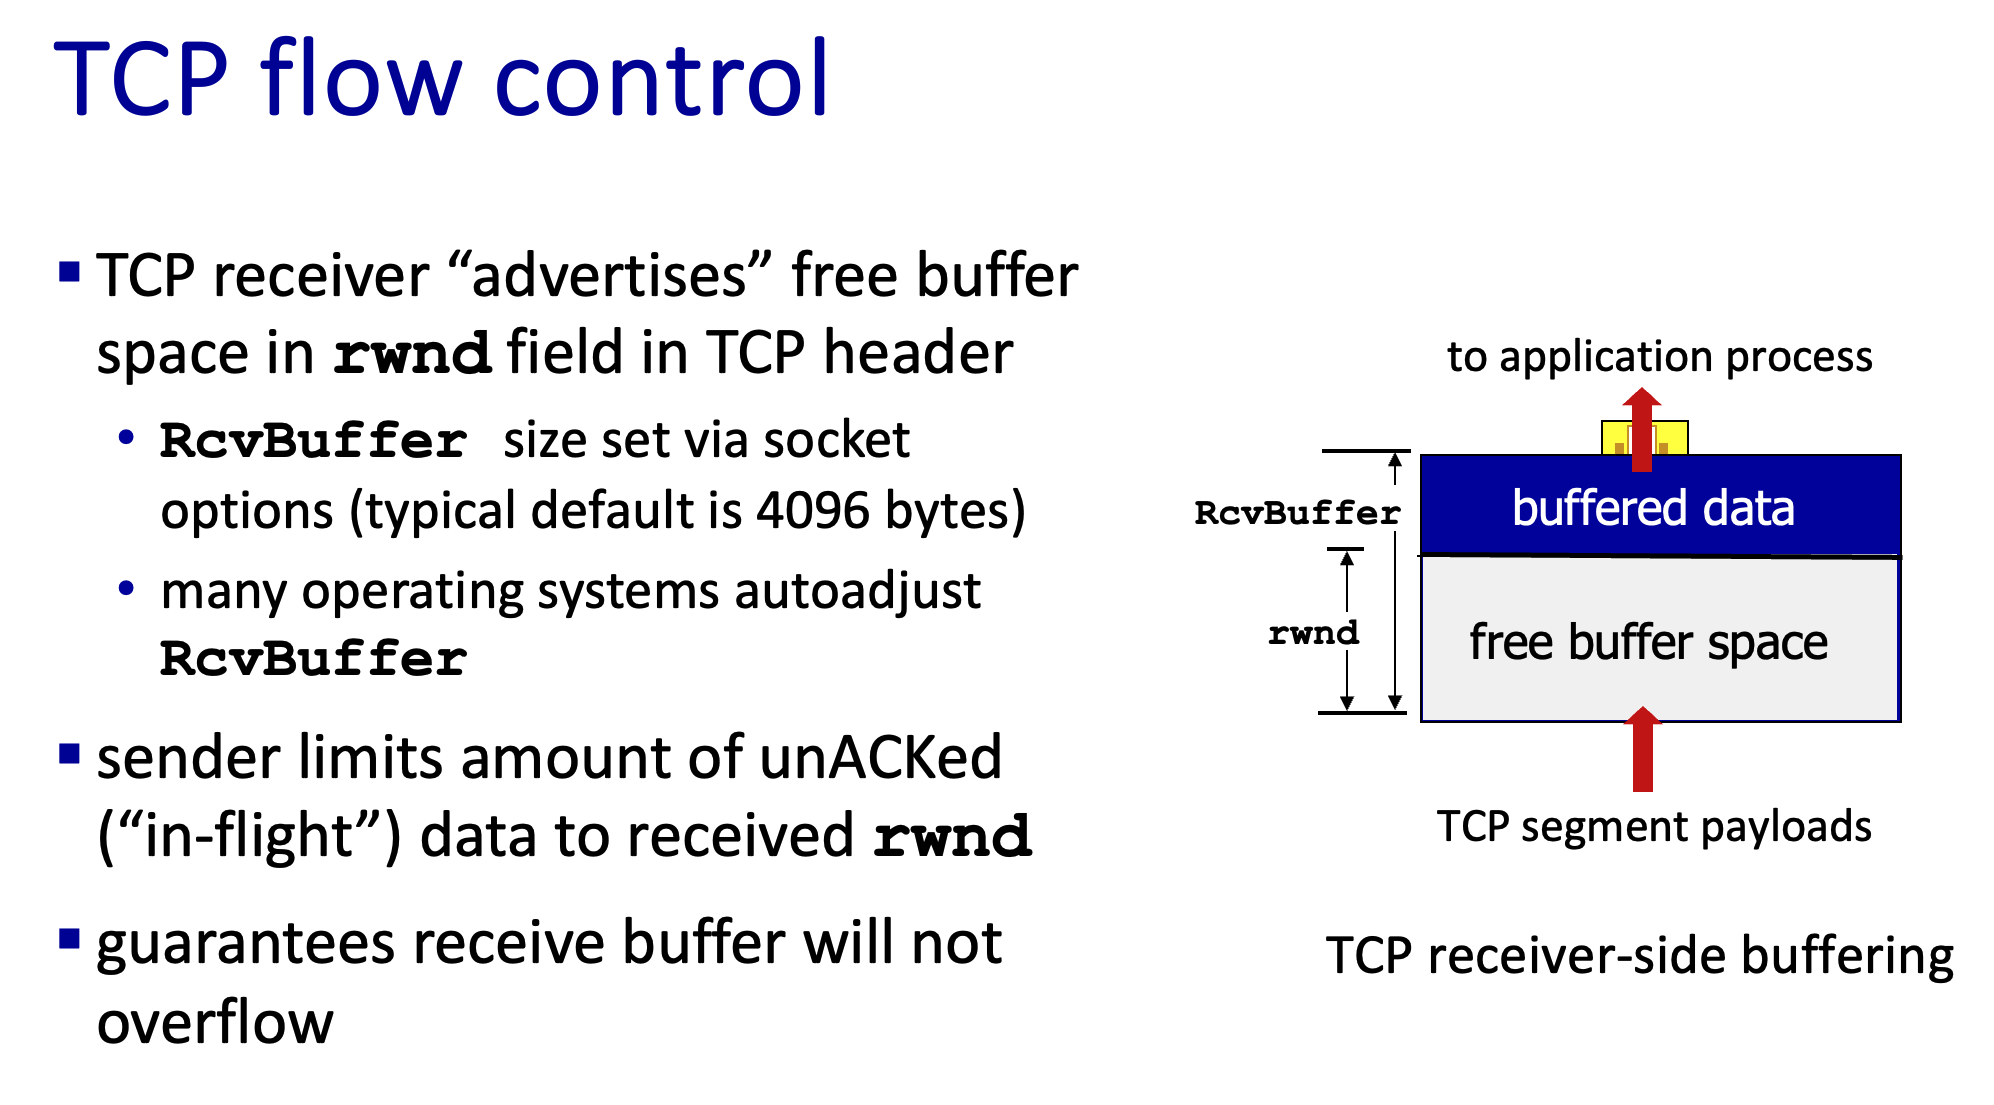 TCP flow control
▪ TCP receiver “advertises” free buffer
space in rwnd field in TCP header
• RcvBuffer size set via socket
options (typical default is 4096 bytes)
• many operating systems autoadjust
RcvBuffer
▪ sender limits amount of unACKed
(“in-flight”) data to received rwnd
▪ guarantees receive buffer will not
overflow
to application process
buffered data
RcvBuffer
rwnd
free buffer space
TCP segment payloads
TCP receiver-side buffering